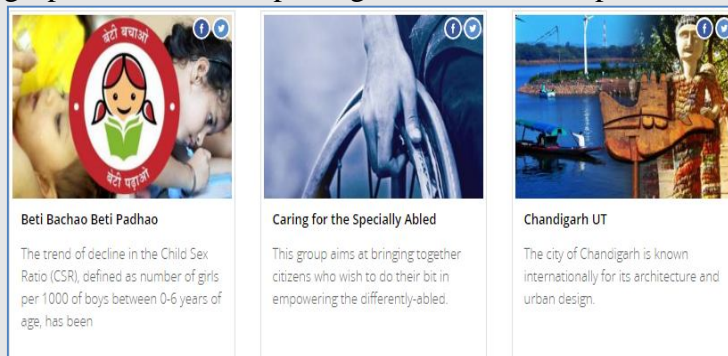 बेटी बचाओ
बेटी पढ़ाओ
Beti Bachao Beti Padhao
The trend of decline in the Child Sex
Ratio (CSR), defined as number of girls
per 1000 of boys between 0-6 years of
age, has been
Caring for the Specially Abled
This group aims at bringing together
citizens who wish to do their bit in
empowering the differently-abled.
Chandigarh UT
The city of Chandigarh is known
internationally for its architecture and
urban design.